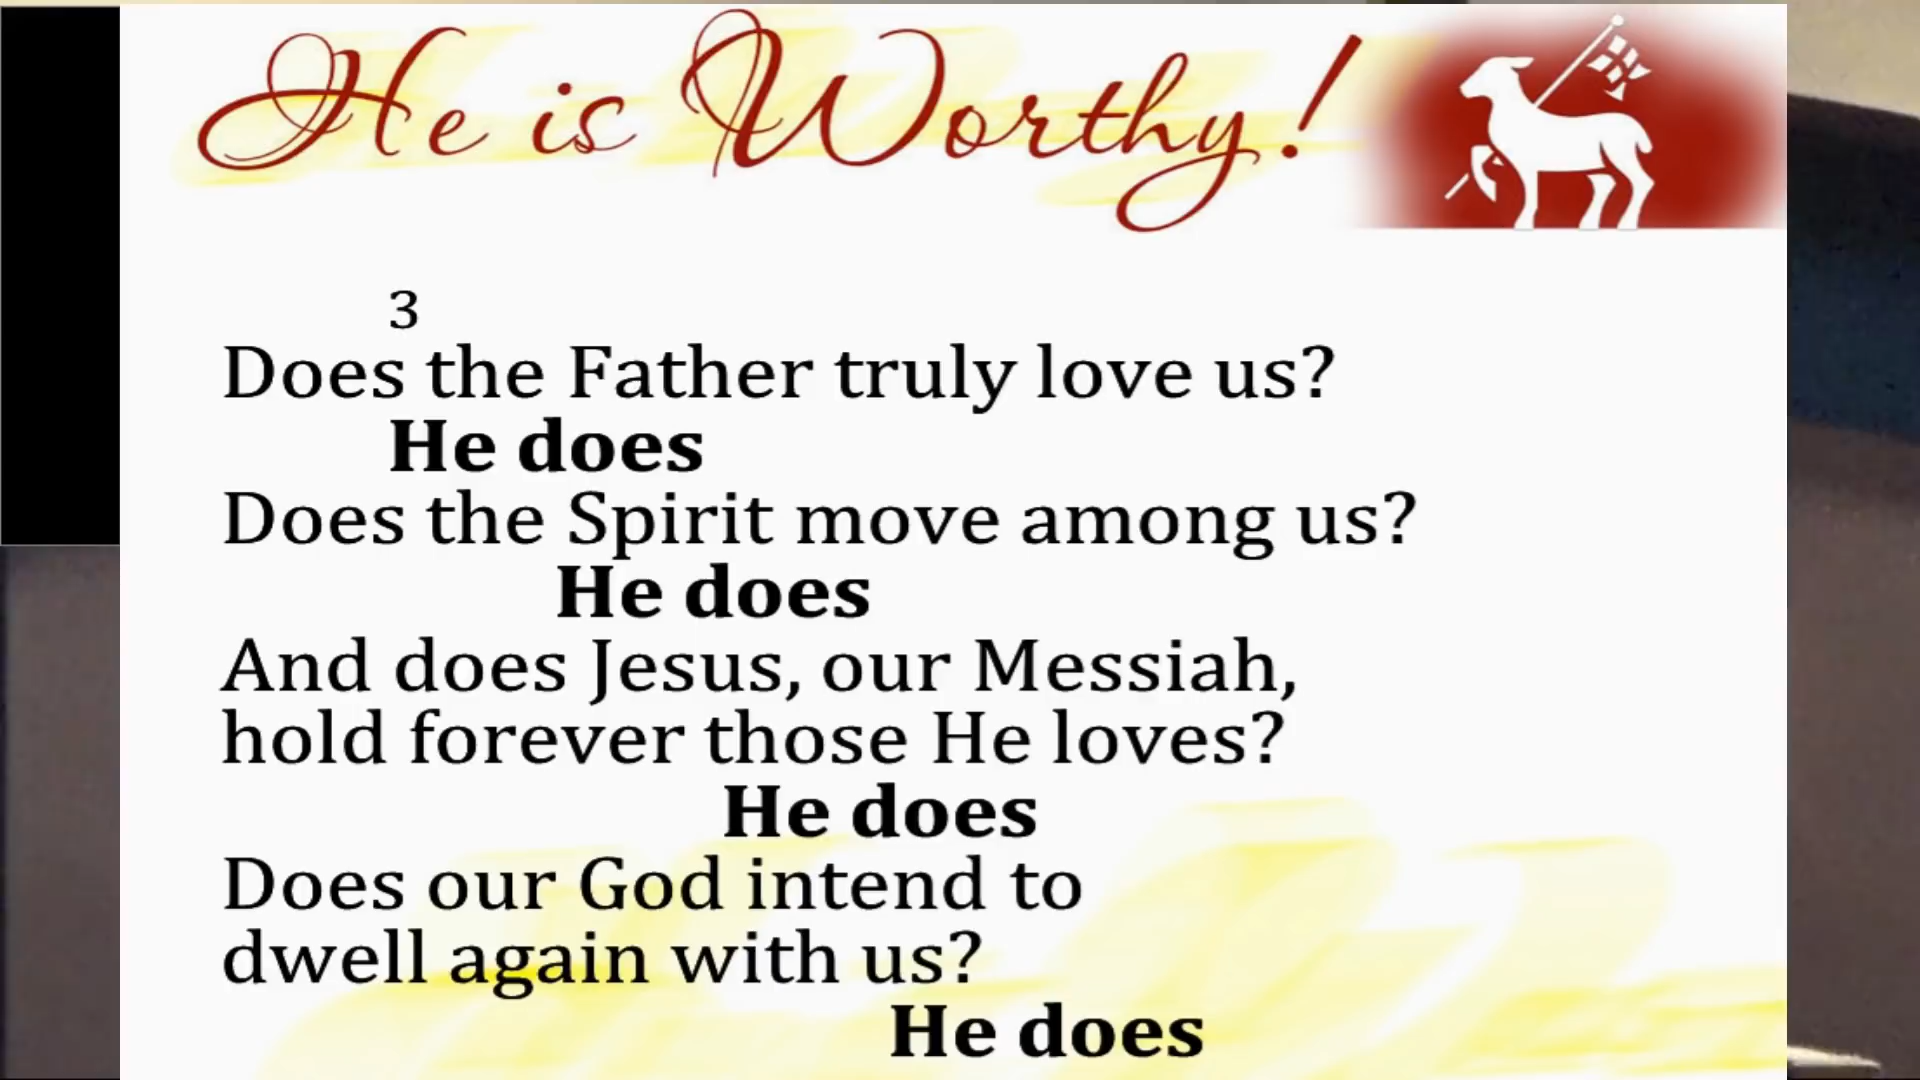 He is Worthy!
3
Does the Father truly love us?
He does
Does the Spirit move among us?
He does
And does Jesus, our Messiah,
hold forever those He loves?
He does
Does our God intend to
dwell again with us?
He does